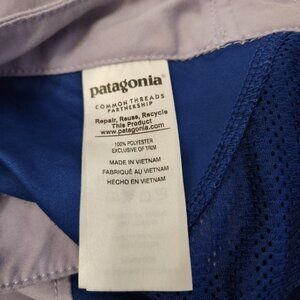 patagonia®
COMMON THREADS
PARTNERSHIP
Repair, Reuse, Recycle
This Product
www.patagonia.com
100% POLYESTER
EXCLUSIVE OF TRIM
MADE IN VIETNAM
FABRIQUÉ AU VIETNAM
HECHO EN VIETNAM